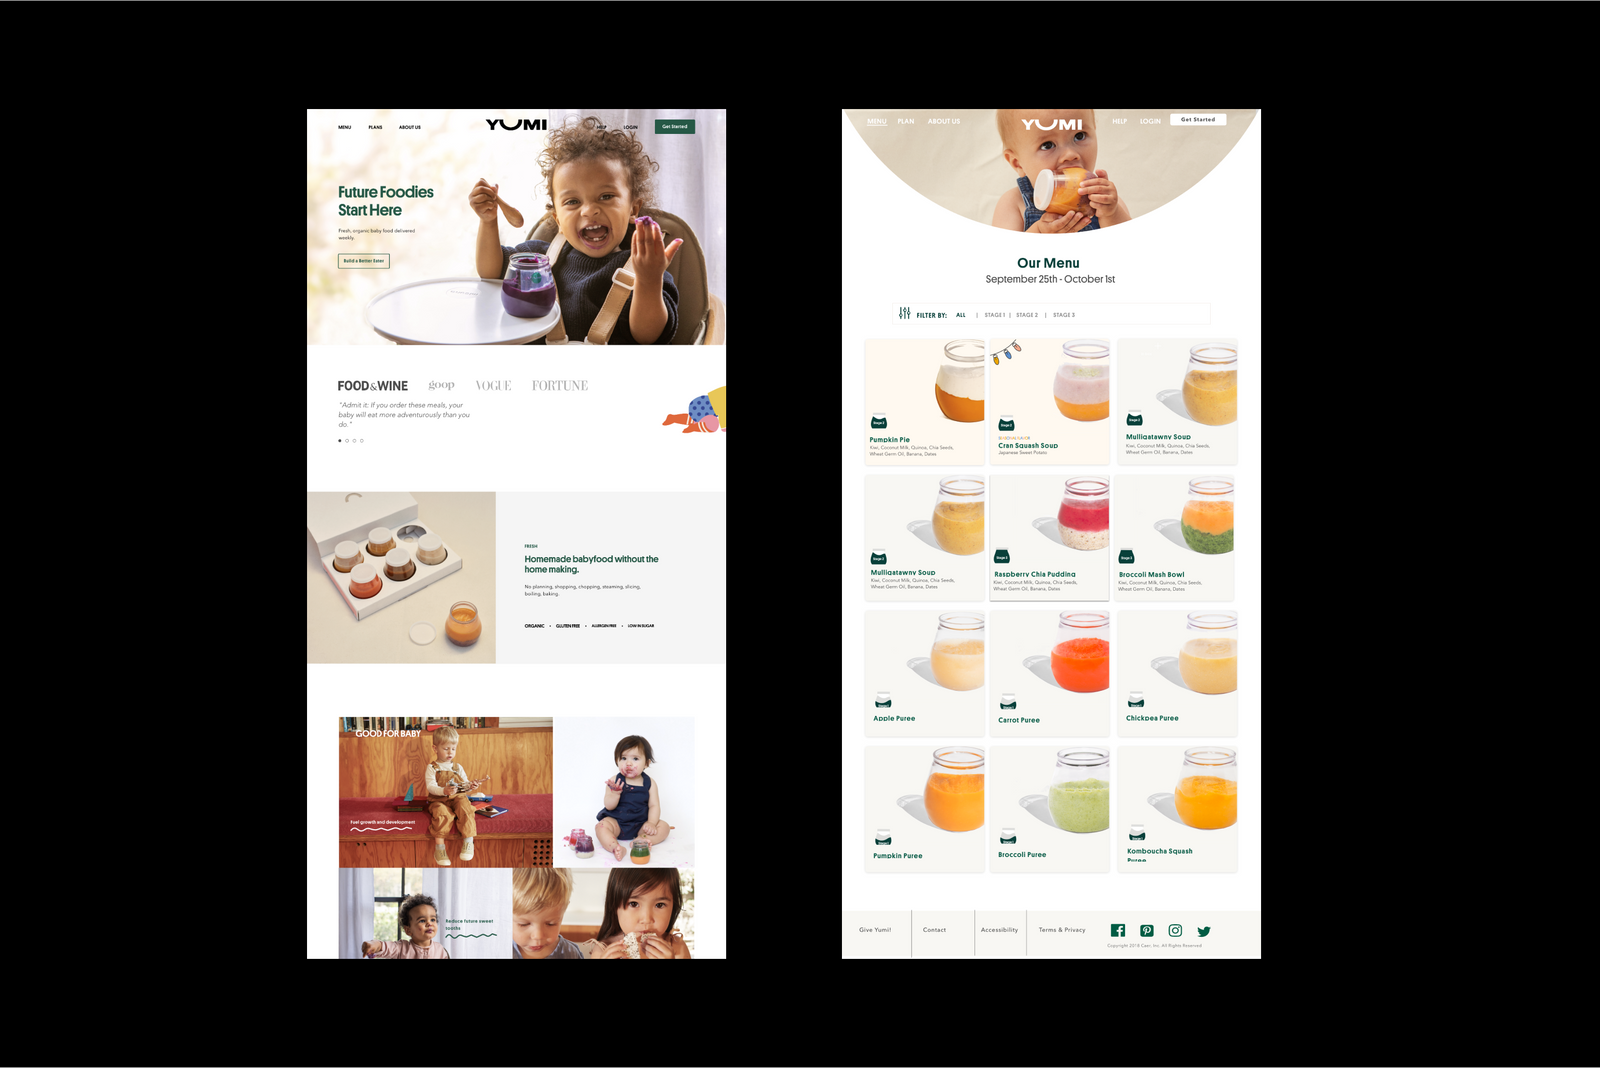 MENU
PLANS
ABOUT US
YUMI
HELP
LOGIN
Get Started
Future Foodies
Start Here
Fresh, organic baby food delivered
weekly.
Build a Better Eater
FOOD&WINE
goop
VOGUE
FORTUNE
"Admit it: If you order these meals, your
baby will eat more adventurously than you
do."
FRESH
Homemade babyfood without the
home making.
No planning, shopping, chopping, steaming, slicing,
boiling, baking.
ORGANIC • GLUTEN FREE • ALLERGEN FREE • LOW IN SUGAR
GOOD FOR BABY
Fuel growth and development
Reduce future sweet
tooths
MENU
PLAN
ABOUT US
YUMI
HELP
LOGIN
Get Started
Our Menu
September 25th - October 1st
FILTER BY: ALL | STAGE 1 | STAGE 2 | STAGE 3
Pumpkin Pie
Kiwi, Coconut Milk, Quinoa, Chia Seeds,
Wheat Germ Oil, Banana, Dates
Cran Squash Soup
Japanese Sweet Potato
Mulligatawny Soup
Kiwi, Coconut Milk, Quinoa, Chia Seeds,
Wheat Germ Oil, Banana, Dates
Mulligatawny Soup
Kiwi, Coconut Milk, Quinoa, Chia Seeds,
Wheat Germ Oil, Banana, Dates
Raspberry Chia Pudding
Kiwi, Coconut Milk, Quinoa, Chia Seeds,
Wheat Germ Oil, Banana, Dates
Broccoli Mash Bowl
Kiwi, Coconut Milk, Quinoa, Chia Seeds,
Wheat Germ Oil, Banana, Dates
Apple Puree
Carrot Puree
Chickpea Puree
Pumpkin Puree
Broccoli Puree
Komboucha Squash
Puree
Give Yumi!
Contact
Accessibility
Terms & Privacy
Copyright 2018 Caer, Inc. All Rights Reserved